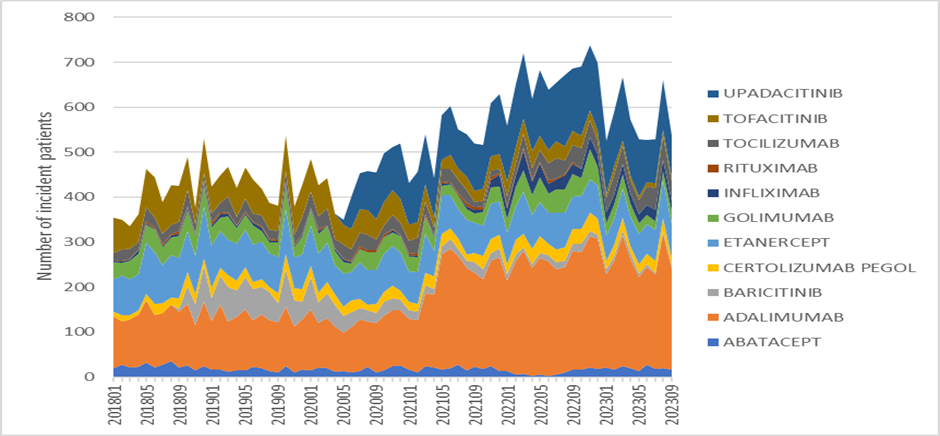 800
700
600
500
400
300
200
100
0
Number of incident patients
201801
201805
201809
201901
201905
201909
202001
202005
202009
202101
202105
202109
202201
202205
202209
202301
202305
202309
UPADACITINIB
TOFACITINIB
TOCILIZUMAB
RITUXIMAB
INFLIXIMAB
GOLIMUMAB
ETANERCEPT
CERTOLIZUMAB PEGOL
BARICITINIB
ADALIMUMAB
ABATACEPT